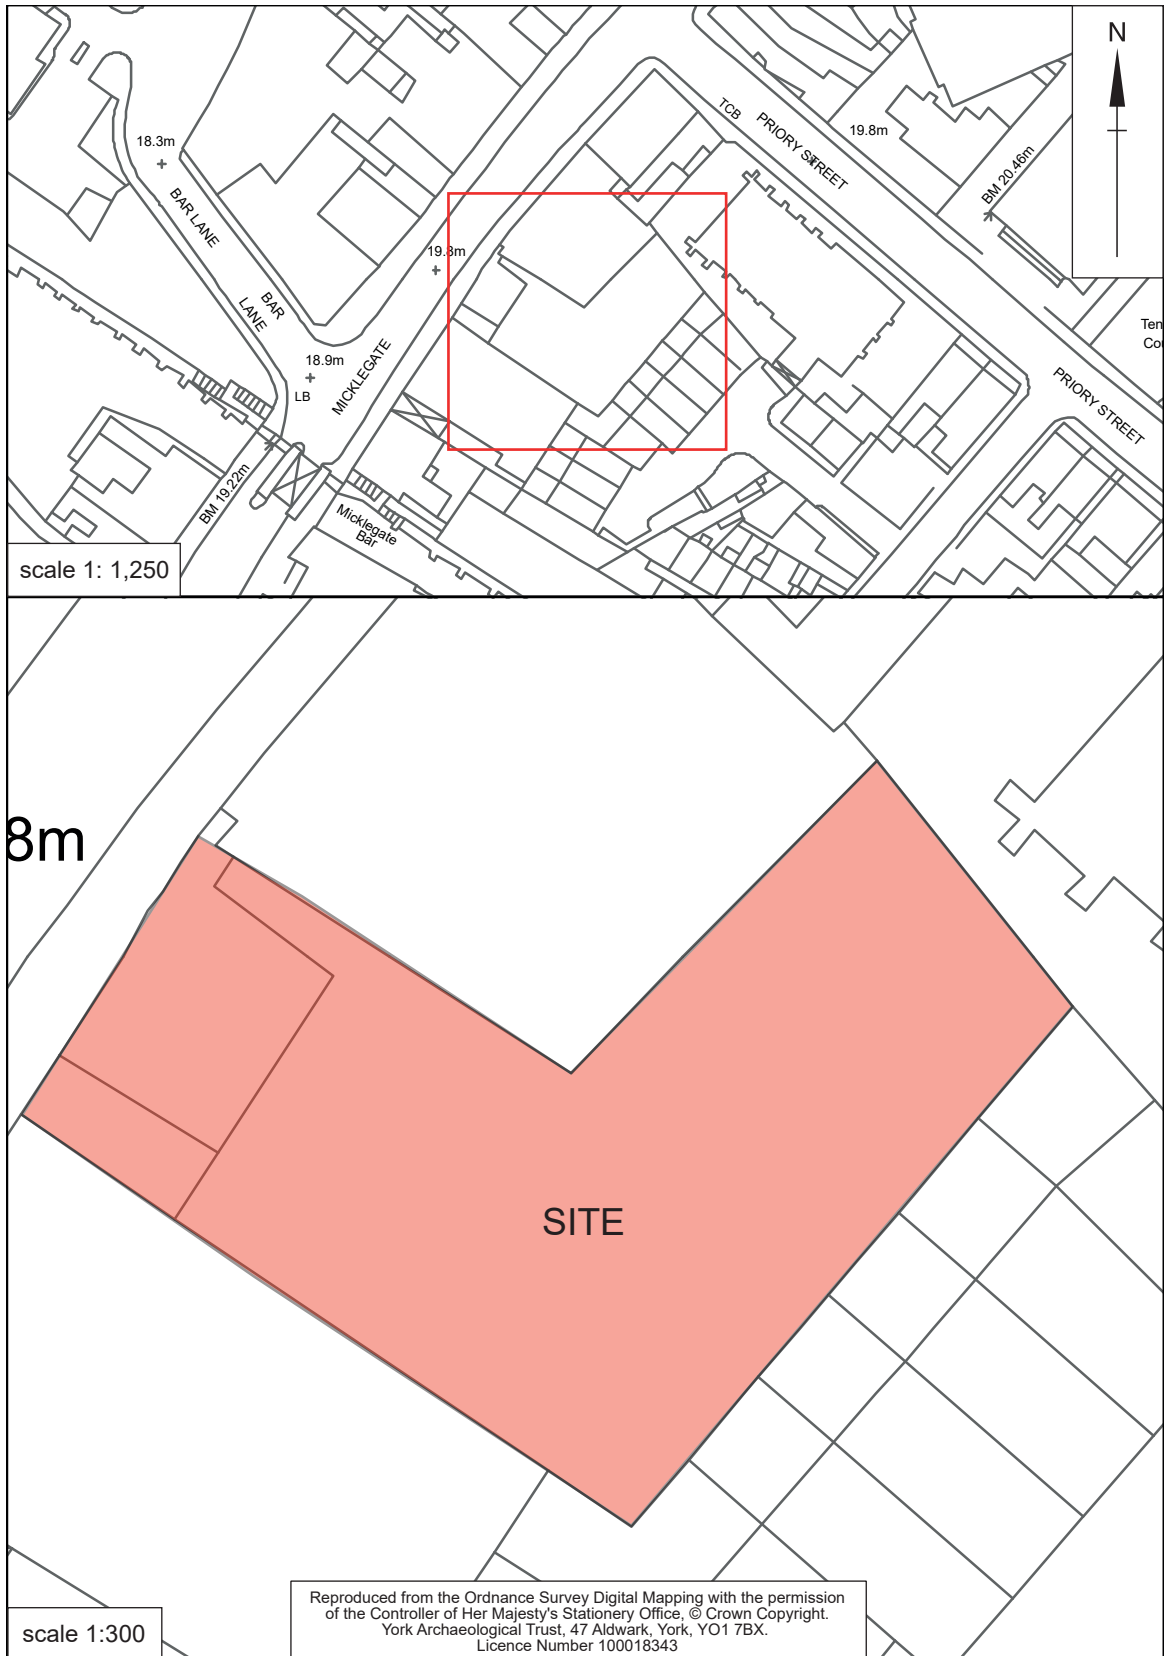 N
TCB
PRIORY STREET
19.8m
18.3m
BM 20.46m
BAR LANE
19.8m
BAR
LANE
18.9m
LB
MICKLEGATE
PRIORY STREET
BM 19.22m
Micklegate
Bar
scale 1: 1,250
8m
SITE
Reproduced from the Ordnance Survey Digital Mapping with the permission
of the Controller of Her Majesty's Stationery Office, © Crown Copyright.
York Archaeological Trust, 47 Aldwark, York, YO1 7BX.
Licence Number 100018343
scale 1:300